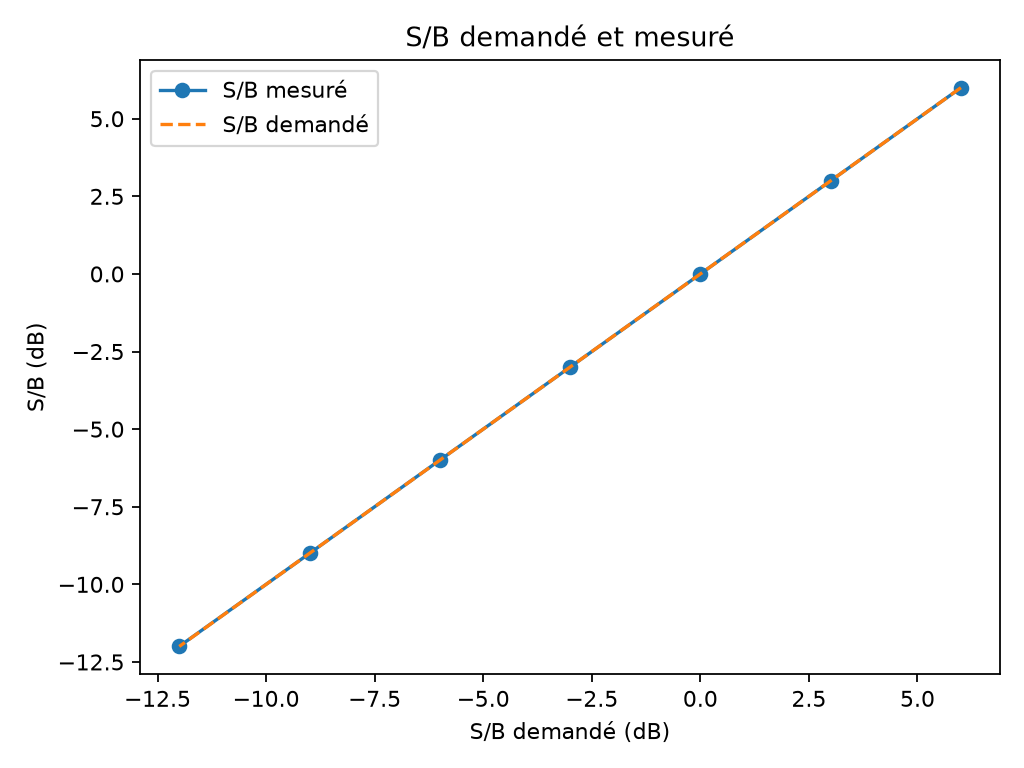 S/B demandé et mesuré
S/B mesuré
S/B demandé
5.0
2.5
0.0
−2.5
−5.0
−7.5
−10.0
−12.5
S/B (dB)
−12.5 −10.0 −7.5 −5.0 −2.5 0.0 2.5 5.0
S/B demandé (dB)